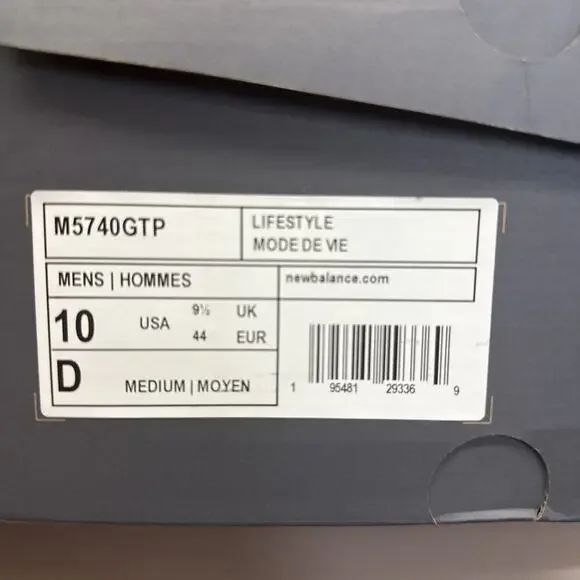 M5740GTP
LIFESTYLE
MODE DE VIE
MENS | HOMMES
newbalance.com
10 USA 9½ UK
44 EUR
D MEDIUM | MOYEN
1 95481 29336 9